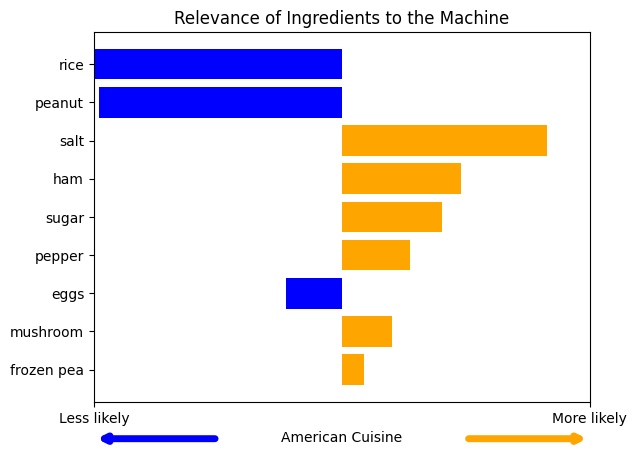 Relevance of Ingredients to the Machine
rice
peanut
salt
ham
sugar
pepper
eggs
mushroom
frozen pea
Less likely
More likely
American Cuisine